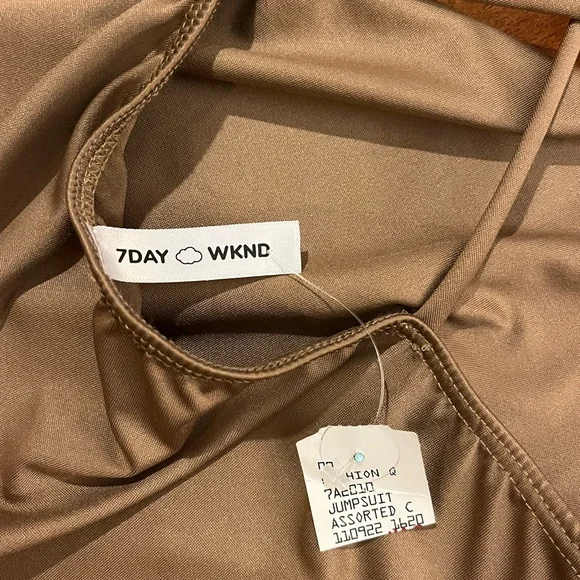 7DAY WKND
Q
JUMPSUIT
ASSORTED C
110922 1620